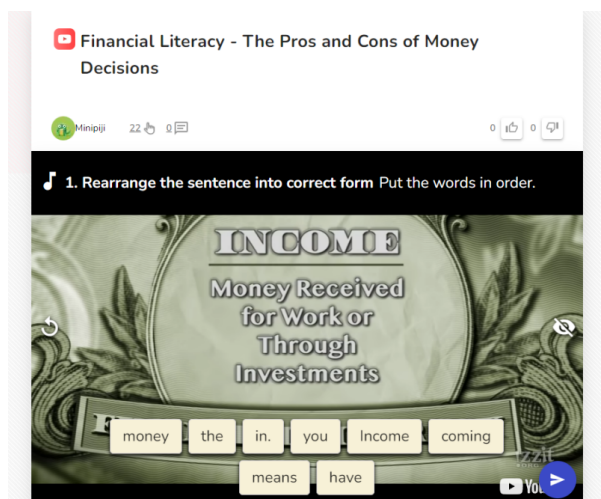 Financial Literacy - The Pros and Cons of Money
Decisions
Minipiji 22 0 0 0
1. Rearrange the sentence into correct form Put the words in order.
INCOME
Money Received
for Work or
Through
Investments
money the in. you Income coming
izzit
means have